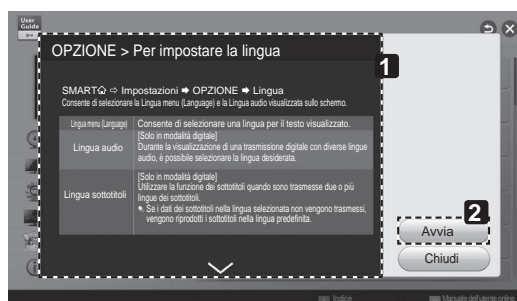 User
Guide
OPZIONE > Per impostare la lingua
1
SMART ⇨ Impostazioni ➡ OPZIONE ➡ Lingua
Consente di selezionare la Lingua menu (Language) e la Lingua audio visualizzata sullo schermo.
Lingua menu (Language) Consente di selezionare una lingua per il testo visualizzato.
Lingua audio
[Solo in modalità digitale]
Durante la visualizzazione di una trasmissione digitale con diverse lingue
audio, è possibile selezionare la lingua desiderata.
Lingua sottotitoli
[Solo in modalità digitale]
Utilizzare la funzione dei sottotitoli quando sono trasmesse due o più
lingue dei sottotitoli.
Se i dati dei sottotitoli nella lingua selezionata non vengono trasmessi,
vengono riprodotti i sottotitoli nella lingua predefinita.
2
Avvia
Chiudi
Indice
Manuale dell'utente online